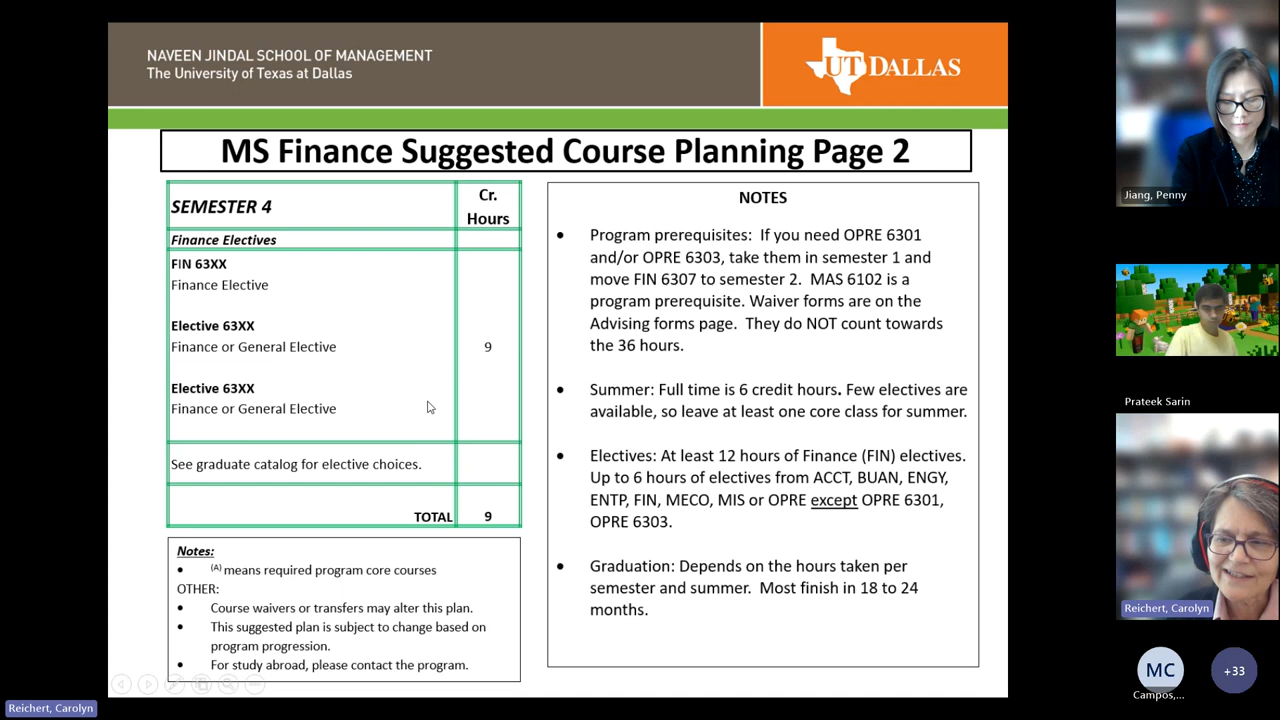 NAVEEN JINDAL SCHOOL OF MANAGEMENT
The University of Texas at Dallas
UT DALLAS
MS Finance Suggested Course Planning Page 2
SEMESTER 4
Cr.
Hours
Finance Electives
FIN 63XX
Finance Elective
Elective 63XX
Finance or General Elective
9
Elective 63XX
Finance or General Elective
See graduate catalog for elective choices.
TOTAL
9
Notes:
• (A) means required program core courses
OTHER:
• Course waivers or transfers may alter this plan.
• This suggested plan is subject to change based on
program progression.
• For study abroad, please contact the program.
NOTES
• Program prerequisites: If you need OPRE 6301
and/or OPRE 6303, take them in semester 1 and
move FIN 6307 to semester 2. MAS 6102 is a
program prerequisite. Waiver forms are on the
Advising forms page. They do NOT count towards
the 36 hours.
• Summer: Full time is 6 credit hours. Few electives are
available, so leave at least one core class for summer.
• Electives: At least 12 hours of Finance (FIN) electives.
Up to 6 hours of electives from ACCT, BUAN, ENGY,
ENTP, FIN, MECO, MIS or OPRE except OPRE 6301,
OPRE 6303.
• Graduation: Depends on the hours taken per
semester and summer. Most finish in 18 to 24
months.
Jiang, Penny
Prateek Sarin
Reichert, Carolyn
MC
Campos,...
+33
Reichert, Carolyn